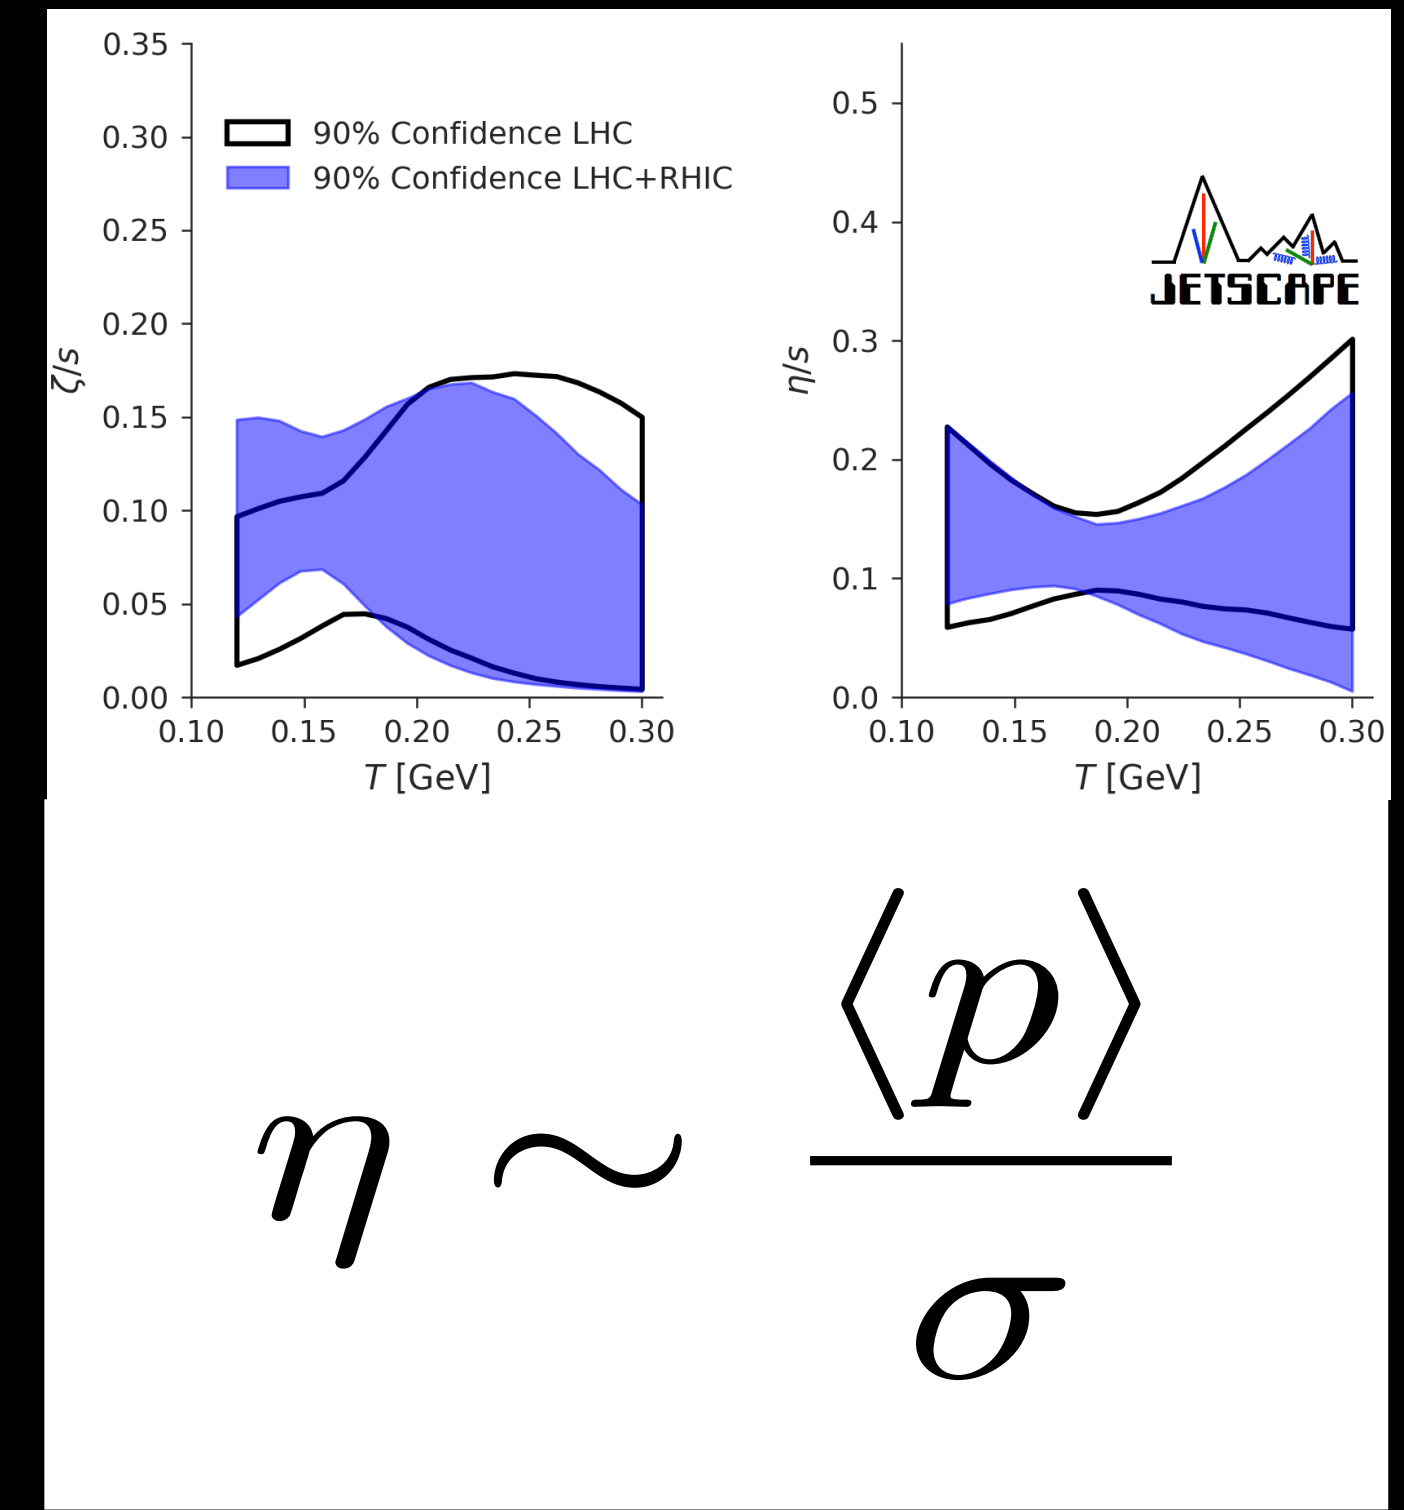 0.35
0.30
0.25
0.20
0.15
0.10
0.05
0.00
ζ/s
90% Confidence LHC
90% Confidence LHC+RHIC
0.10 0.15 0.20 0.25 0.30
T [GeV]
0.5
0.4
0.3
0.2
0.1
0.0
η/s
JETSCAPE
0.10 0.15 0.20 0.25 0.30
T [GeV]
η ∼ ⟨p⟩
σ